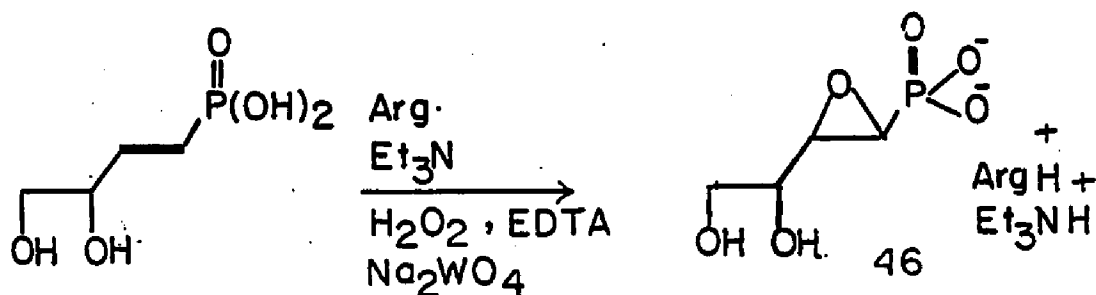 O
P(OH)2
OH OH
Arg.
Et3N
H2O2, EDTA
Na2WO4
O
O
P
O-
O-
OH OH.
46
+
ArgH +
Et3NH